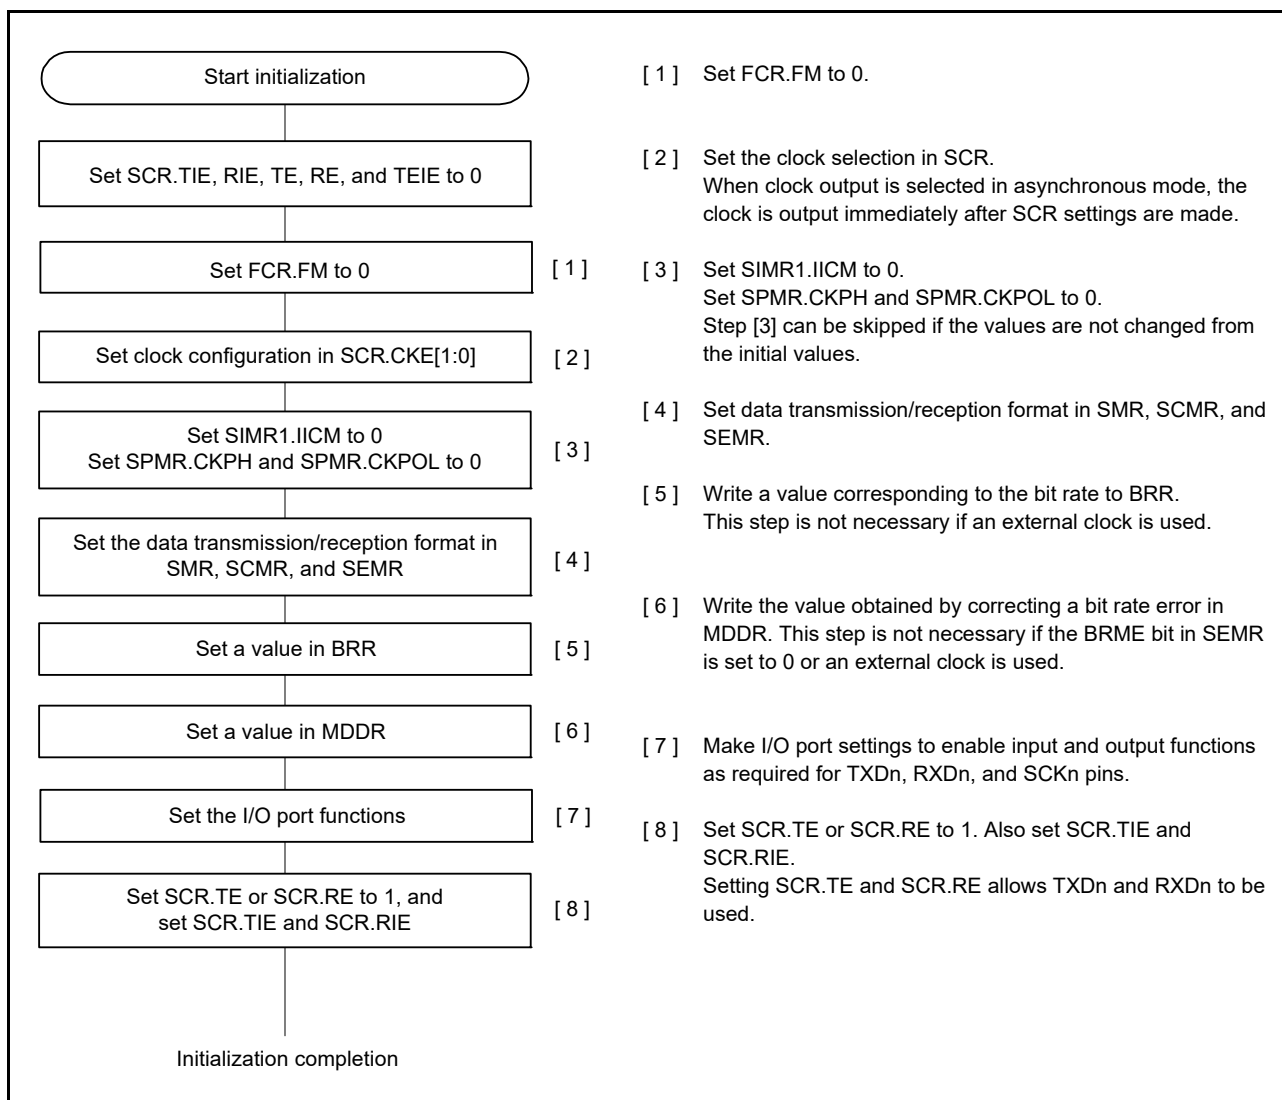 Start initialization
Set SCR.TIE, RIE, TE, RE, and TEIE to 0
Set FCR.FM to 0
[ 1 ]
Set clock configuration in SCR.CKE[1:0]
[ 2 ]
Set SIMR1.IICM to 0
Set SPMR.CKPH and SPMR.CKPOL to 0
[ 3 ]
Set the data transmission/reception format in
SMR, SCMR, and SEMR
[ 4 ]
Set a value in BRR
[ 5 ]
Set a value in MDDR
[ 6 ]
Set the I/O port functions
[ 7 ]
Set SCR.TE or SCR.RE to 1, and
set SCR.TIE and SCR.RIE
[ 8 ]
Initialization completion
[ 1 ] Set FCR.FM to 0.
[ 2 ] Set the clock selection in SCR.
When clock output is selected in asynchronous mode, the
clock is output immediately after SCR settings are made.
[ 3 ] Set SIMR1.IICM to 0.
Set SPMR.CKPH and SPMR.CKPOL to 0.
Step [3] can be skipped if the values are not changed from
the initial values.
[ 4 ] Set data transmission/reception format in SMR, SCMR, and
SEMR.
[ 5 ] Write a value corresponding to the bit rate to BRR.
This step is not necessary if an external clock is used.
[ 6 ] Write the value obtained by correcting a bit rate error in
MDDR. This step is not necessary if the BRME bit in SEMR
is set to 0 or an external clock is used.
[ 7 ] Make I/O port settings to enable input and output functions
as required for TXDn, RXDn, and SCKn pins.
[ 8 ] Set SCR.TE or SCR.RE to 1. Also set SCR.TIE and
SCR.RIE.
Setting SCR.TE and SCR.RE allows TXDn and RXDn to be
used.